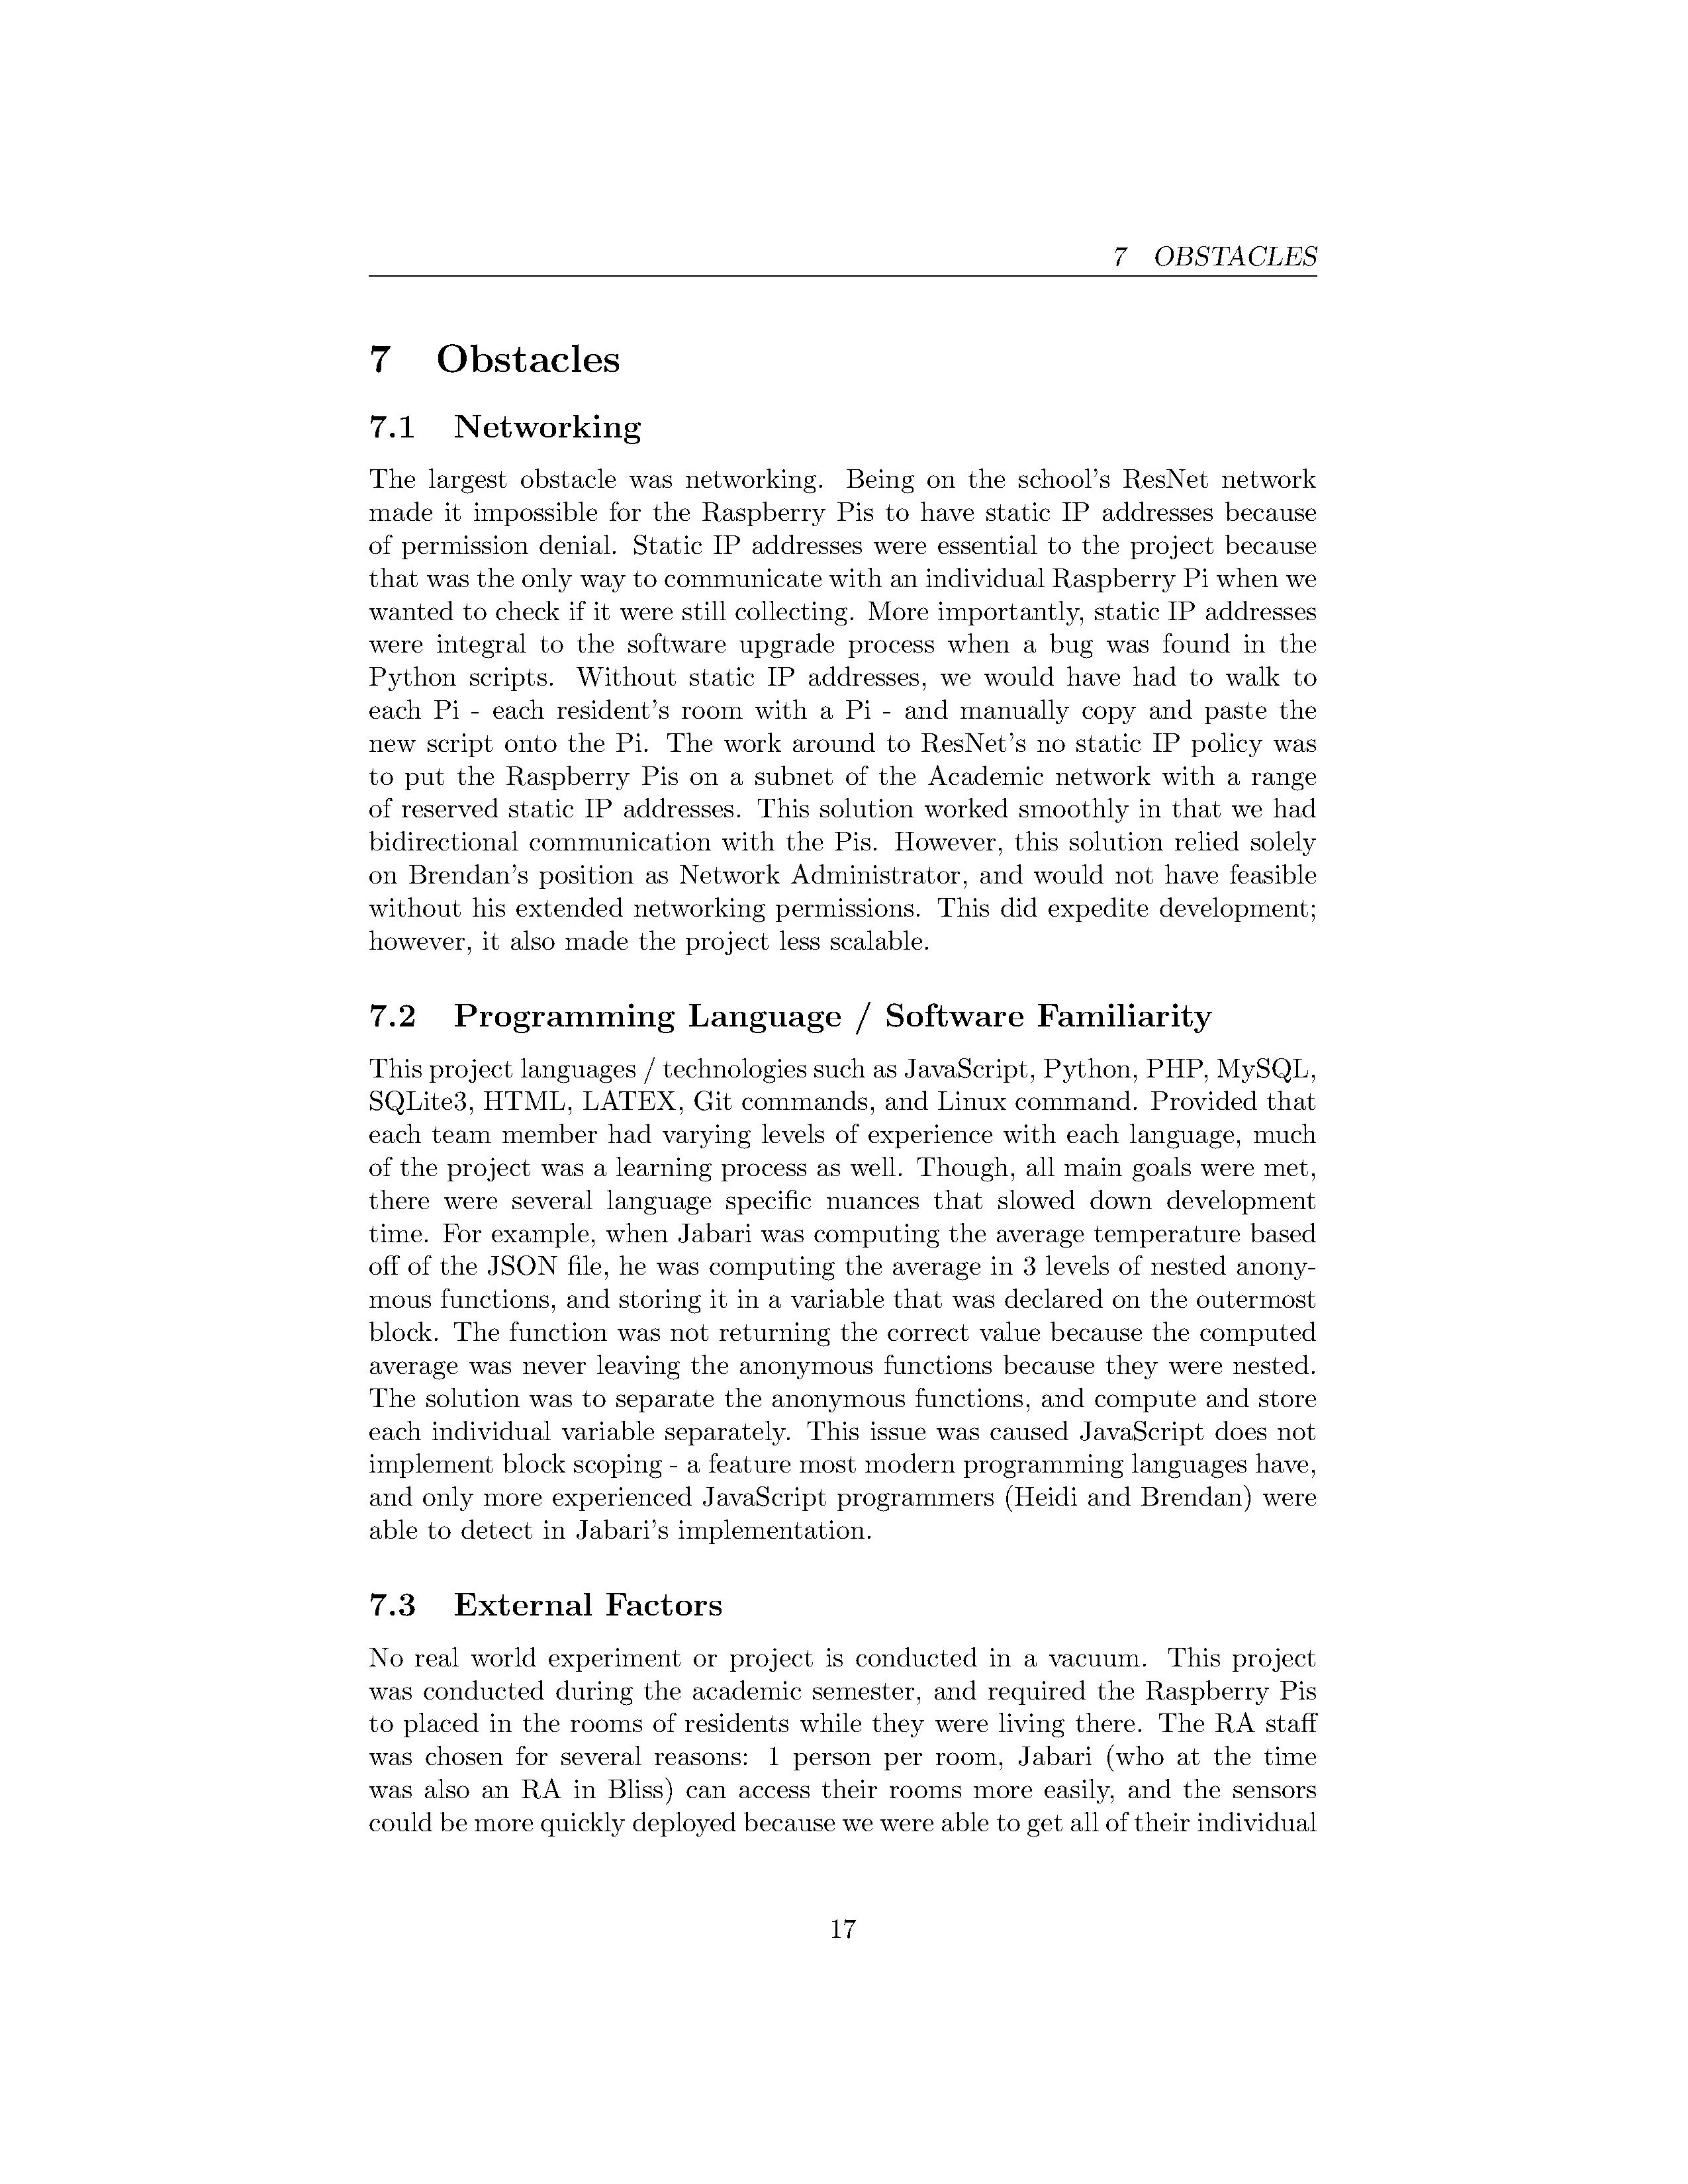 7 OBSTACLES
7 Obstacles
7.1 Networking
The largest obstacle was networking. Being on the school's ResNet network
made it impossible for the Raspberry Pis to have static IP addresses because
of permission denial. Static IP addresses were essential to the project because
that was the only way to communicate with an individual Raspberry Pi when we
wanted to check if it were still collecting. More importantly, static IP addresses
were integral to the software upgrade process when a bug was found in the
Python scripts. Without static IP addresses, we would have had to walk to
each Pi - each resident's room with a Pi - and manually copy and paste the
new script onto the Pi. The work around to ResNet's no static IP policy was
to put the Raspberry Pis on a subnet of the Academic network with a range
of reserved static IP addresses. This solution worked smoothly in that we had
bidirectional communication with the Pis. However, this solution relied solely
on Brendan's position as Network Administrator, and would not have feasible
without his extended networking permissions. This did expedite development;
however, it also made the project less scalable.
7.2 Programming Language / Software Familiarity
This project languages / technologies such as JavaScript, Python, PHP, MySQL,
SQLite3, HTML, LATEX, Git commands, and Linux command. Provided that
each team member had varying levels of experience with each language, much
of the project was a learning process as well. Though, all main goals were met,
there were several language specific nuances that slowed down development
time. For example, when Jabari was computing the average temperature based
off of the JSON file, he was computing the average in 3 levels of nested anony-
mous functions, and storing it in a variable that was declared on the outermost
block. The function was not returning the correct value because the computed
average was never leaving the anonymous functions because they were nested.
The solution was to separate the anonymous functions, and compute and store
each individual variable separately. This issue was caused JavaScript does not
implement block scoping - a feature most modern programming languages have,
and only more experienced JavaScript programmers (Heidi and Brendan) were
able to detect in Jabari's implementation.
7.3 External Factors
No real world experiment or project is conducted in a vacuum. This project
was conducted during the academic semester, and required the Raspberry Pis
to placed in the rooms of residents while they were living there. The RA staff
was chosen for several reasons: 1 person per room, Jabari (who at the time
was also an RA in Bliss) can access their rooms more easily, and the sensors
could be more quickly deployed because we were able to get all of their individual
17